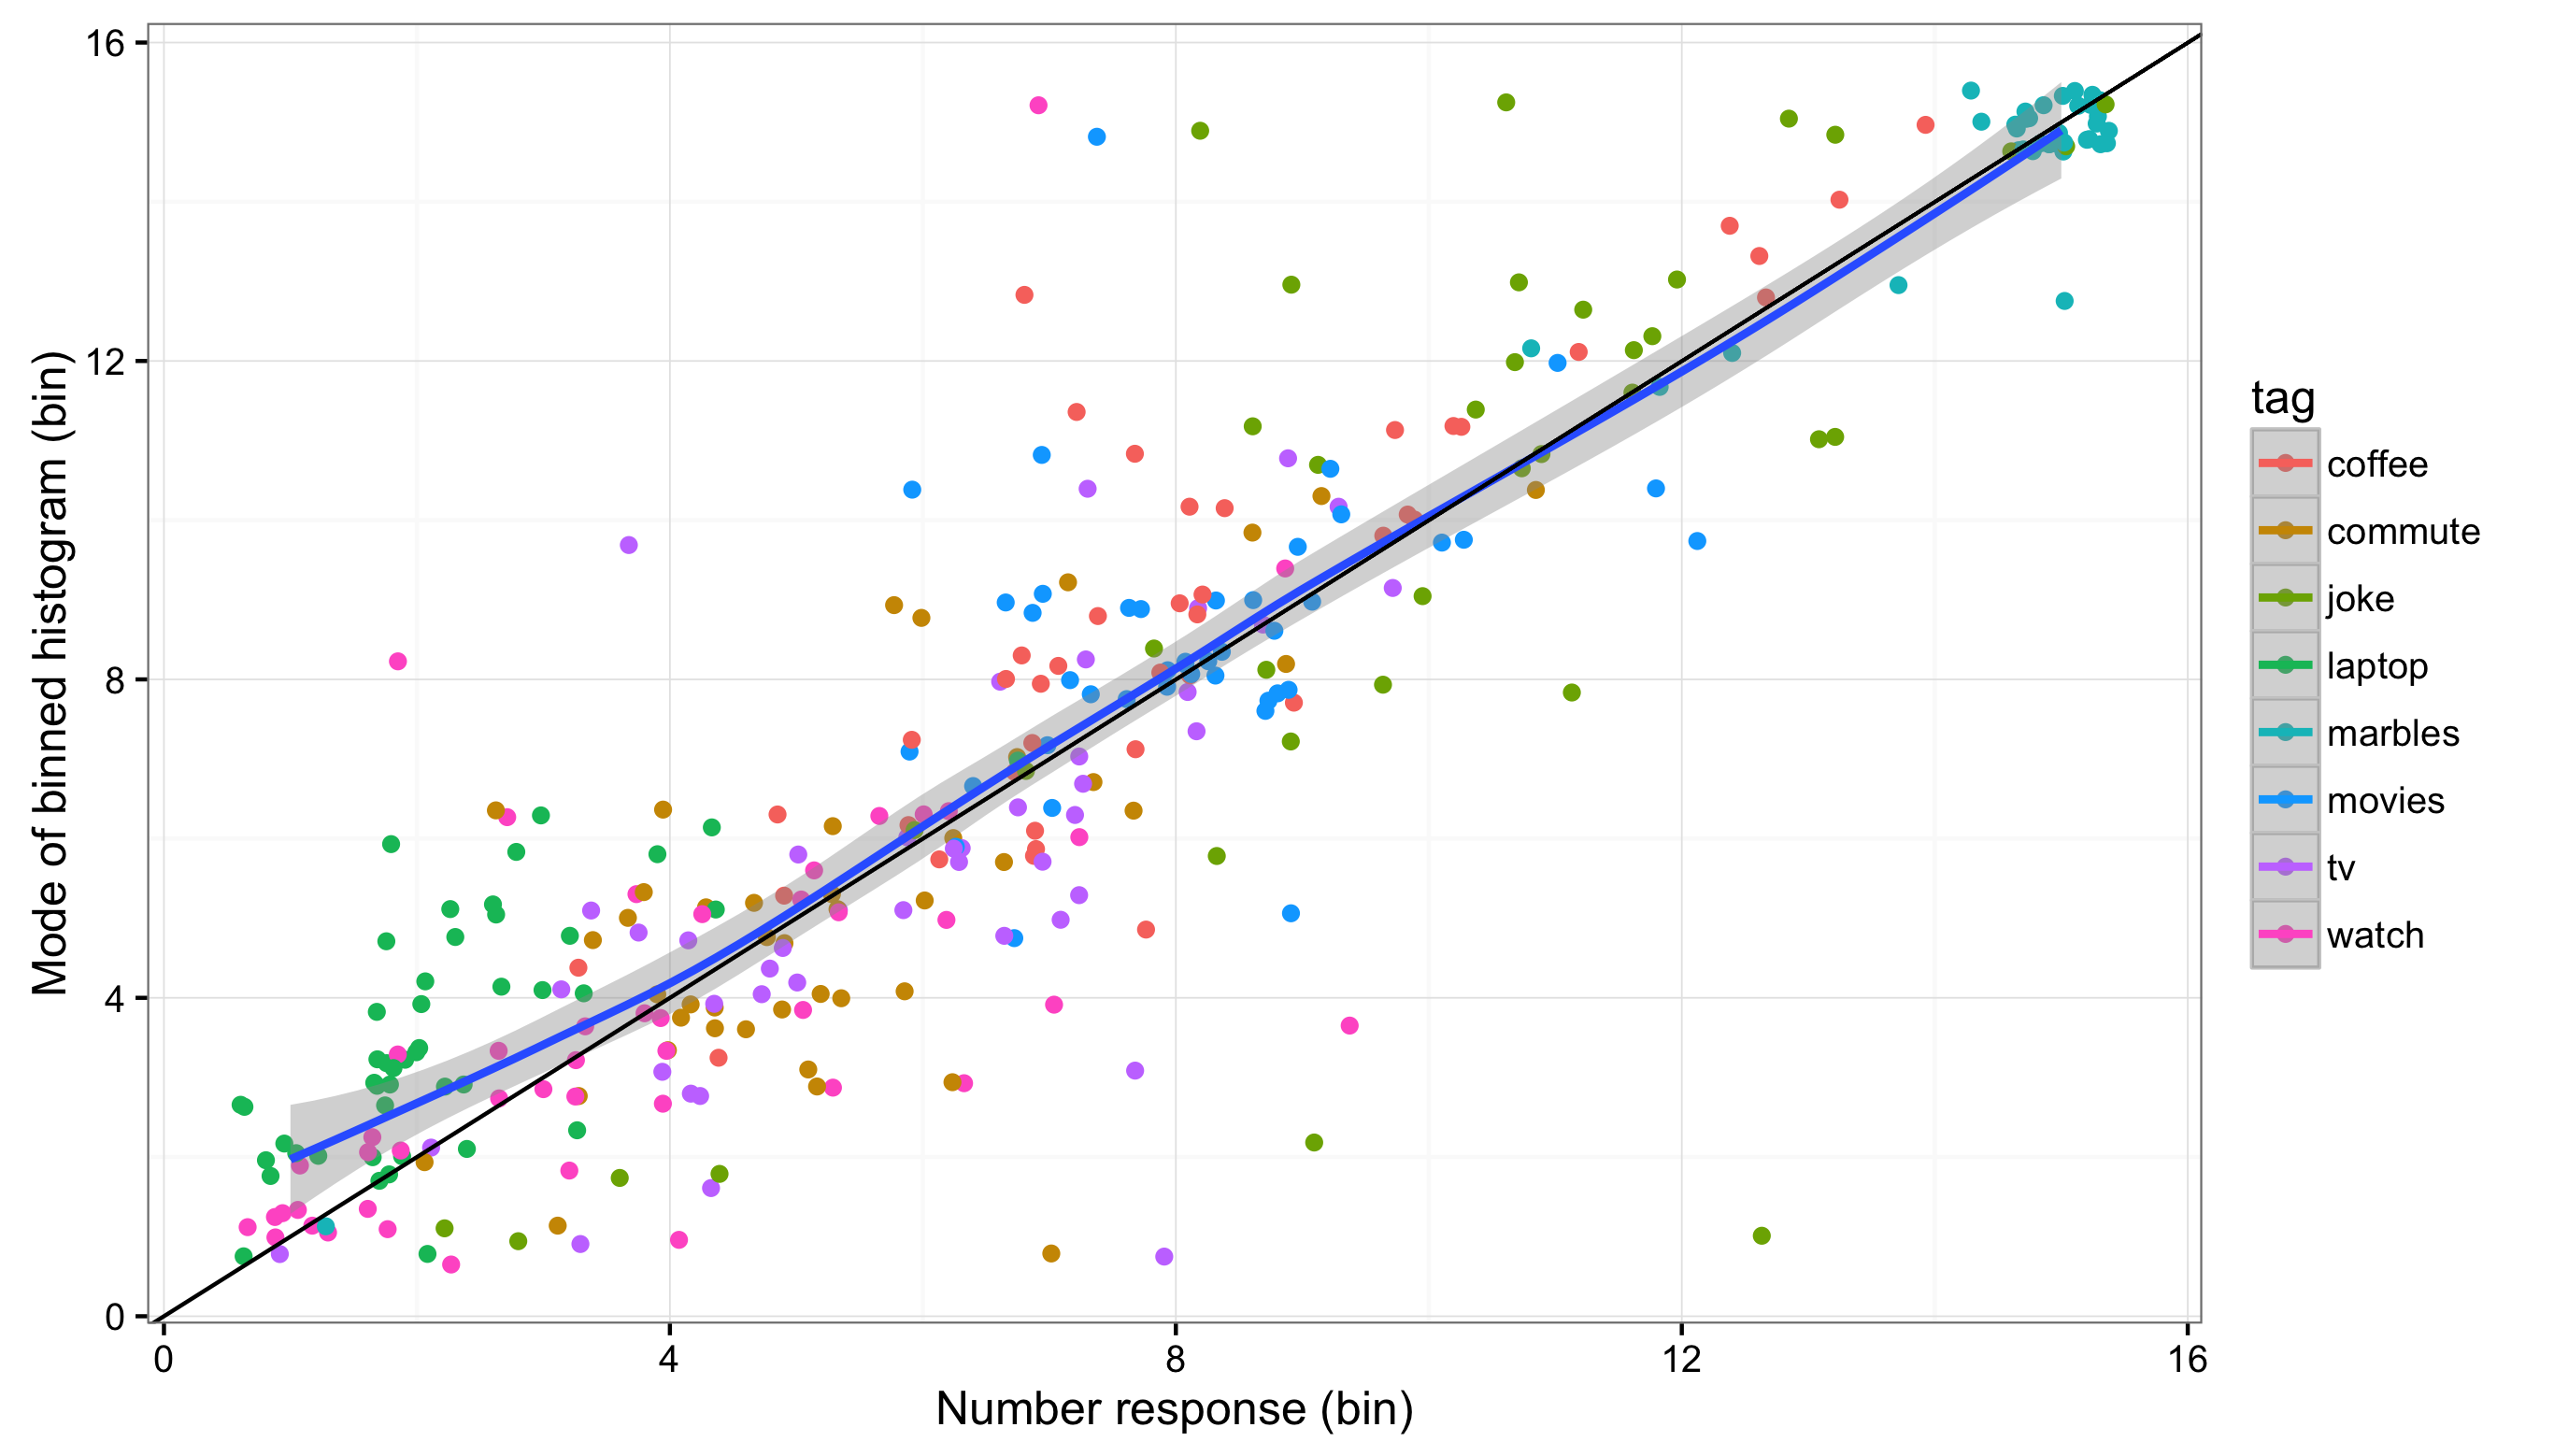 16
12
8
4
0
Mode of binned histogram (bin)
0 4 8 12 16
Number response (bin)
tag
coffee
commute
joke
laptop
marbles
movies
tv
watch